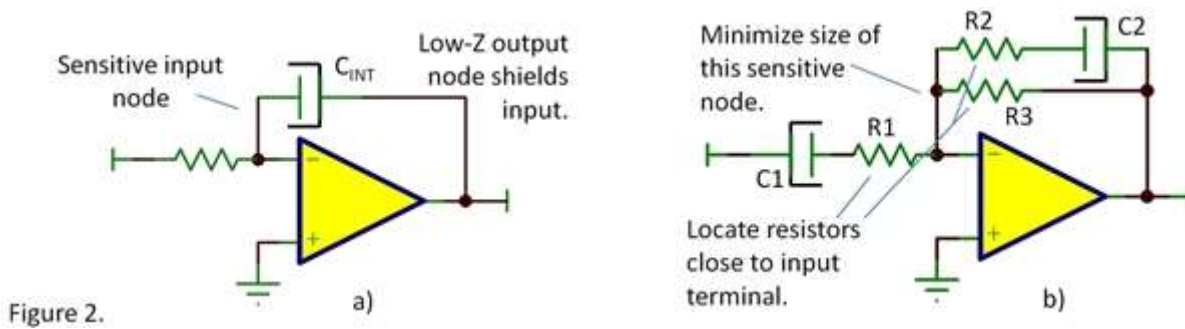 Sensitive input
node
C_INT
Low-Z output
node shields
input.
−
+
a)
Figure 2.
Minimize size of
this sensitive
node.
R2
C2
R3
R1
C1
−
+
Locate resistors
close to input
terminal.
b)